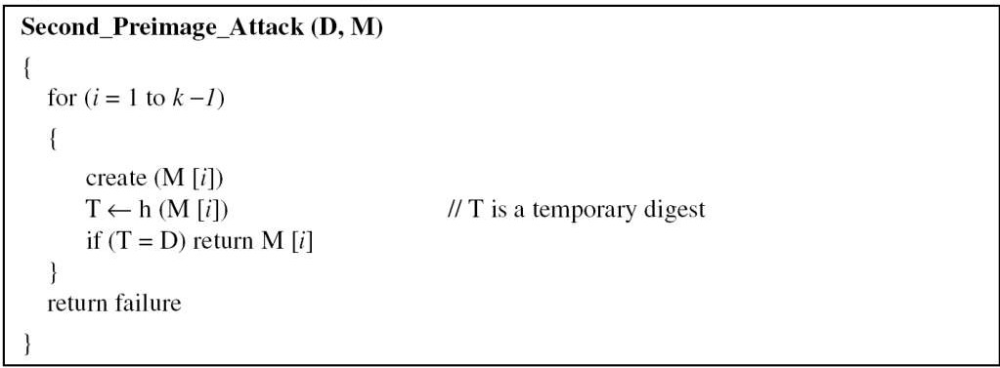 Second_Preimage_Attack (D, M)
{
for (i = 1 to k −1)
{
create (M [i])
T ← h (M [i]) // T is a temporary digest
if (T = D) return M [i]
}
return failure
}